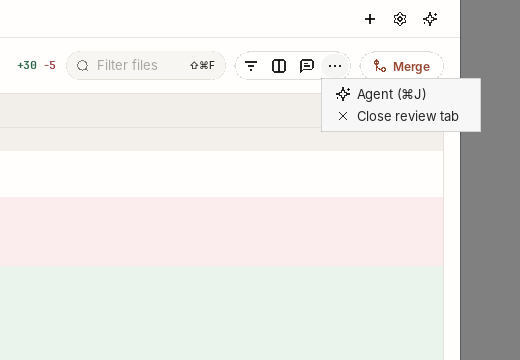 +30 -5 Filter files ⇧⌘F Merge
Agent (⌘J)
Close review tab